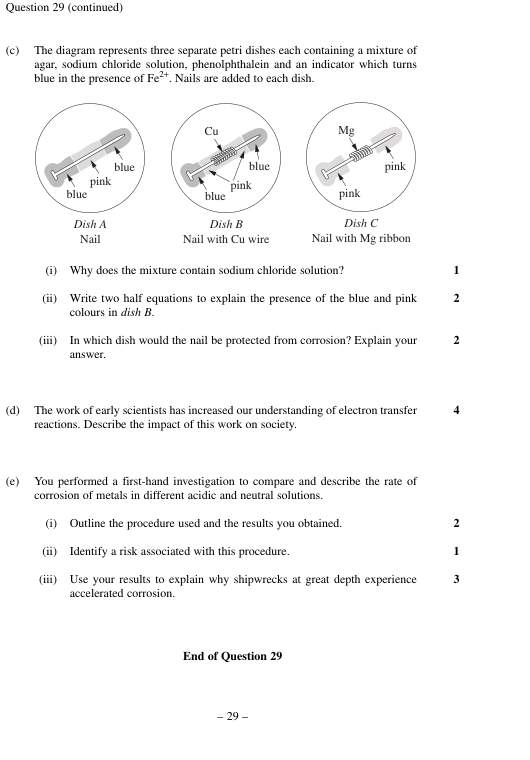 Question 29 (continued)
(c) The diagram represents three separate petri dishes each containing a mixture of
agar, sodium chloride solution, phenolphthalein and an indicator which turns
blue in the presence of Fe²⁺. Nails are added to each dish.
blue
pink
blue
Dish A
Nail
Cu
blue
pink
blue
Dish B
Nail with Cu wire
Mg
pink
pink
Dish C
Nail with Mg ribbon
(i) Why does the mixture contain sodium chloride solution? 1
(ii) Write two half equations to explain the presence of the blue and pink 2
colours in dish B.
(iii) In which dish would the nail be protected from corrosion? Explain your 2
answer.
(d) The work of early scientists has increased our understanding of electron transfer 4
reactions. Describe the impact of this work on society.
(e) You performed a first-hand investigation to compare and describe the rate of
corrosion of metals in different acidic and neutral solutions.
(i) Outline the procedure used and the results you obtained. 2
(ii) Identify a risk associated with this procedure. 1
(iii) Use your results to explain why shipwrecks at great depth experience 3
accelerated corrosion.
End of Question 29
– 29 –